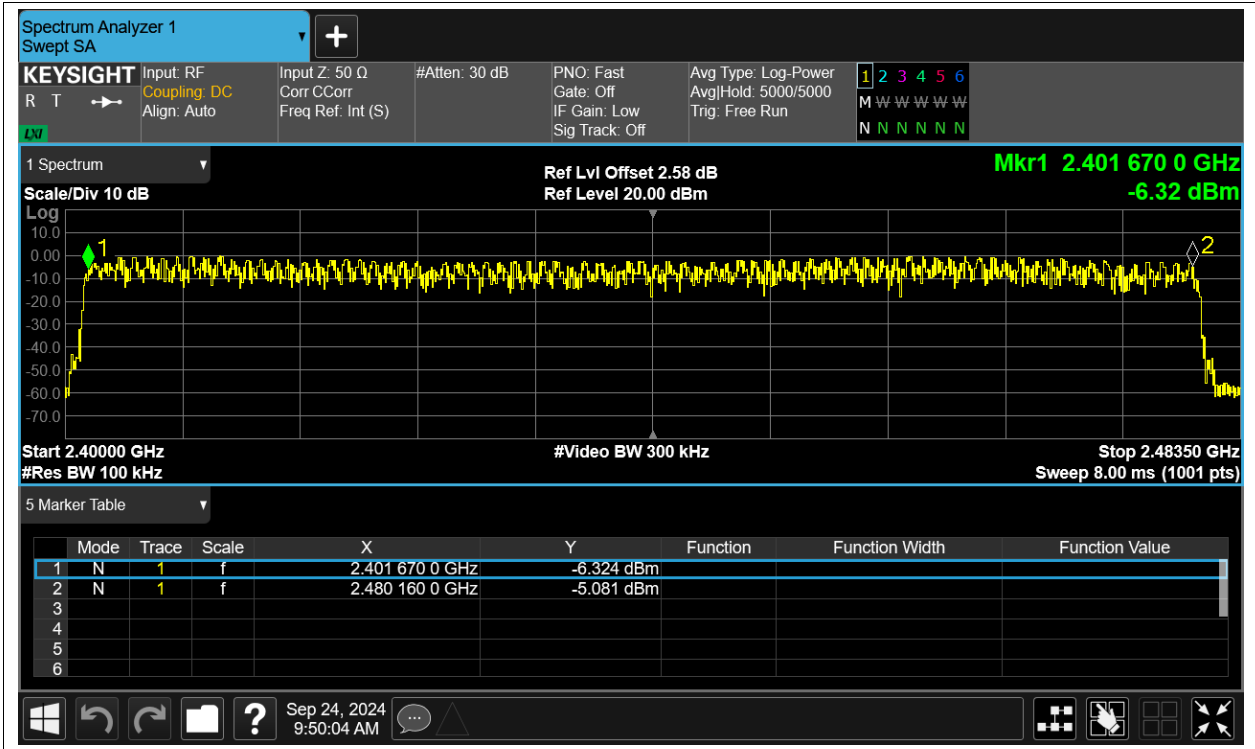 Spectrum Analyzer 1
Swept SA
KEYSIGHT
R T
LXI
Input: RF
Coupling: DC
Align: Auto
Input Z: 50 Ω
Corr CCorr
Freq Ref: Int (S)
#Atten: 30 dB
PNO: Fast
Gate: Off
IF Gain: Low
Sig Track: Off
Avg Type: Log-Power
Avg|Hold: 5000/5000
Trig: Free Run
1 2 3 4 5 6
M W W W W W
N N N N N N
1 Spectrum
Scale/Div 10 dB
Ref Lvl Offset 2.58 dB
Ref Level 20.00 dBm
Mkr1 2.401 670 0 GHz
-6.32 dBm
Log
10.0
0.00
-10.0
-20.0
-30.0
-40.0
-50.0
-60.0
-70.0
1
2
Start 2.40000 GHz
#Res BW 100 kHz
#Video BW 300 kHz
Stop 2.48350 GHz
Sweep 8.00 ms (1001 pts)
5 Marker Table
Mode Trace Scale X Y Function Function Width Function Value
1 N 1 f 2.401 670 0 GHz -6.324 dBm
2 N 1 f 2.480 160 0 GHz -5.081 dBm
3
4
5
6
?
Sep 24, 2024
9:50:04 AM